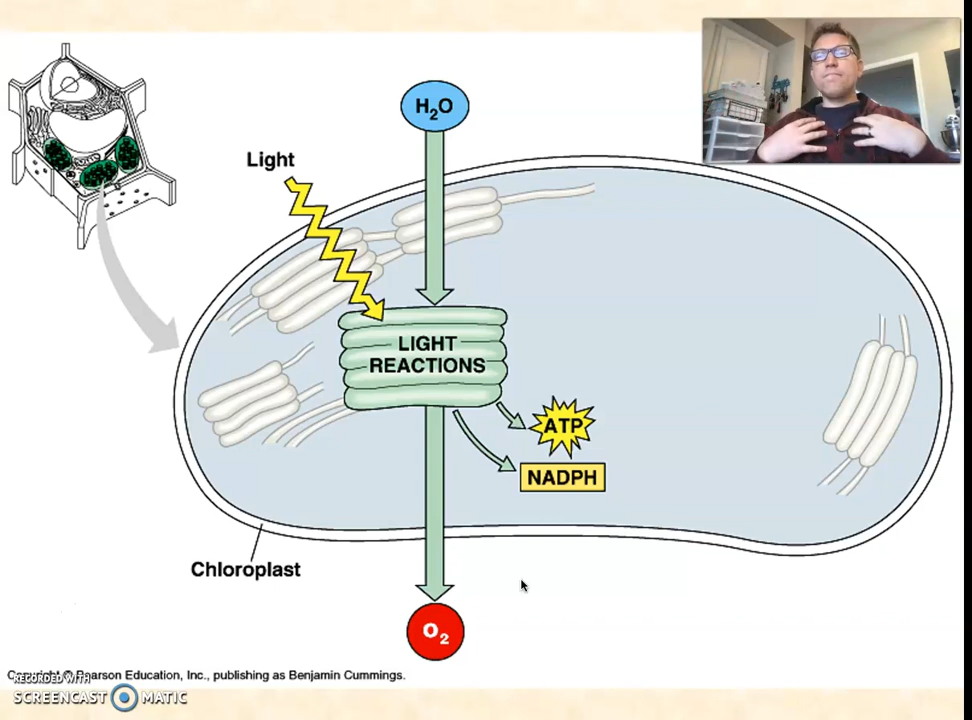 H₂O
Light
LIGHT
REACTIONS
ATP
NADPH
Chloroplast
O₂
Copyright © Pearson Education, Inc., publishing as Benjamin Cummings.
RECORDED WITH
SCREENCAST MATIC